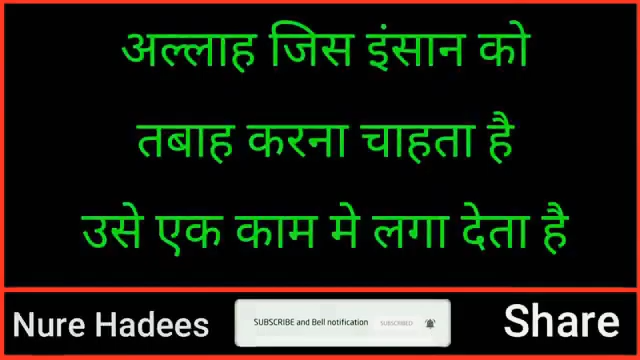 अल्लाह जिस इंसान को
तबाह करना चाहता है
उसे एक काम मे लगा देता है
Nure Hadees
SUBSCRIBE and Bell notification
SUBSCRIBED
Share